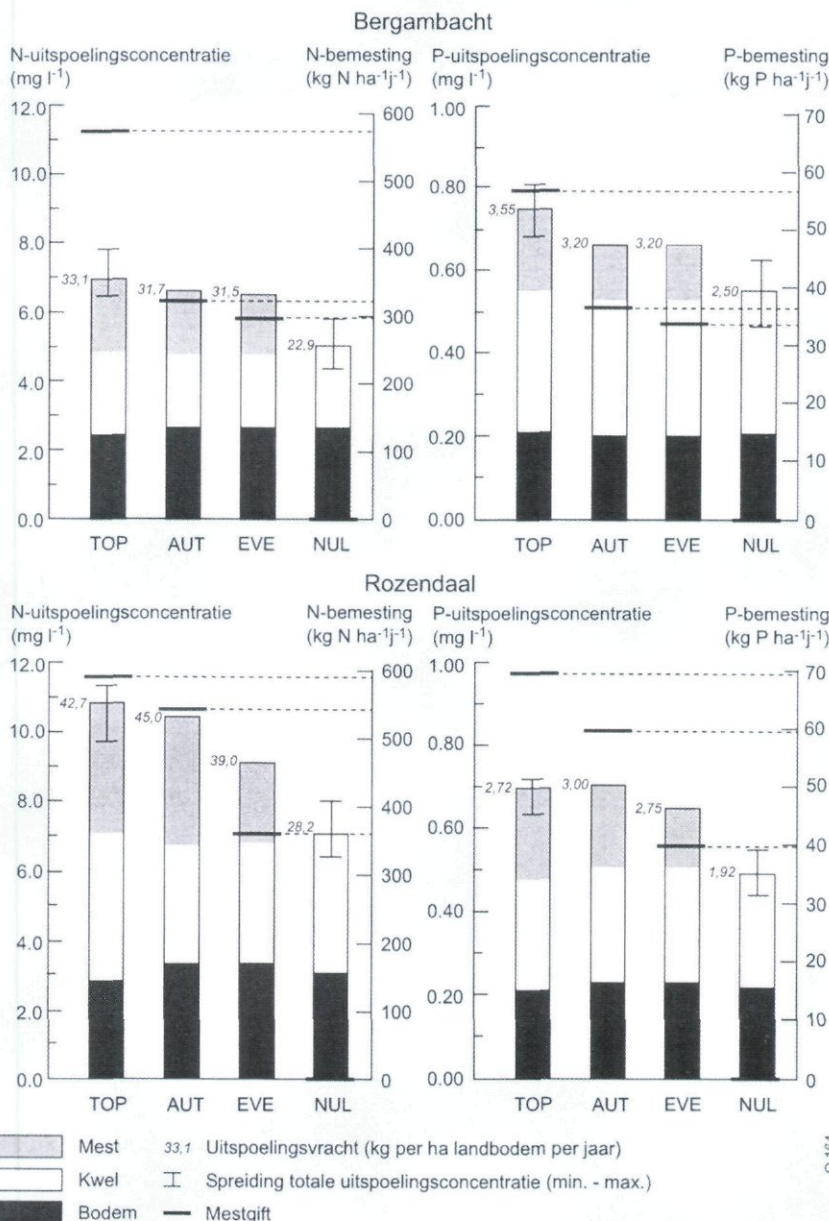 Bergambacht
N-uitspoelingsconcentratie N-bemesting P-uitspoelingsconcentratie P-bemesting
(mg l⁻¹) (kg N ha⁻¹j⁻¹) (mg l⁻¹) (kg P ha⁻¹j⁻¹)
12.0 600 1.00 70
10.0 500 0.80 60
8.0 400 0.60 50
6.0 300 0.40 40
4.0 200 0.20 30
2.0 100 0.00 20
0.0 0 10
0
33,1 31,7 31,5 22,9 3,55 3,20 3,20 2,50
TOP AUT EVE NUL TOP AUT EVE NUL
Rozendaal
N-uitspoelingsconcentratie N-bemesting P-uitspoelingsconcentratie P-bemesting
(mg l⁻¹) (kg N ha⁻¹j⁻¹) (mg l⁻¹) (kg P ha⁻¹j⁻¹)
12.0 600 1.00 70
10.0 500 0.80 60
8.0 400 0.60 50
6.0 300 0.40 40
4.0 200 0.20 30
2.0 100 0.00 20
0.0 0 10
0
42,7 45,0 39,0 28,2 2,72 3,00 2,75 1,92
TOP AUT EVE NUL TOP AUT EVE NUL
Mest 33,1 Uitspoelingsvracht (kg per ha landbodem per jaar)
Kwel Spreiding totale uitspoelingsconcentratie (min. - max.)
Bodem Mestgift